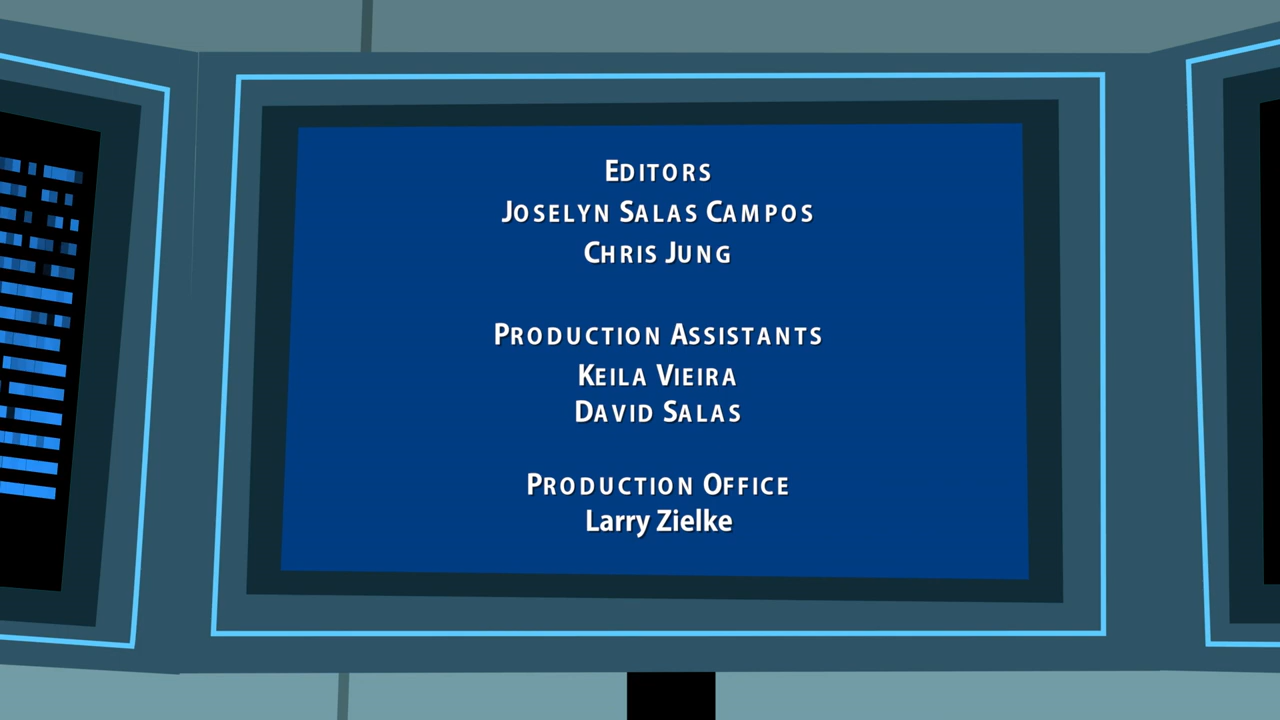 Editors
Joselyn Salas Campos
Chris Jung
Production Assistants
Keila Vieira
David Salas
Production Office
Larry Zielke